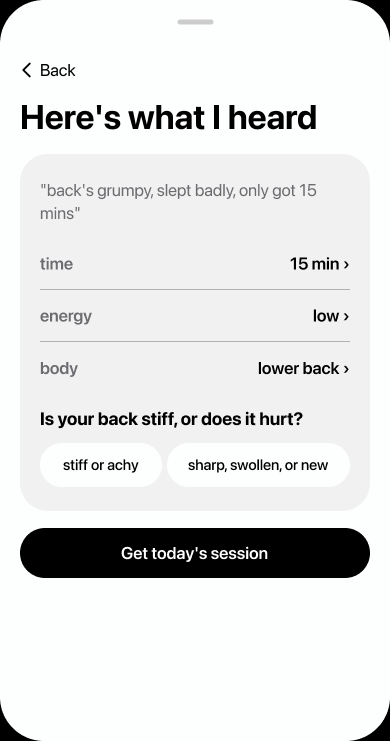 Back
Here's what I heard
"back's grumpy, slept badly, only got 15
mins"
time 15 min ›
energy low ›
body lower back ›
Is your back stiff, or does it hurt?
stiff or achy sharp, swollen, or new
Get today's session